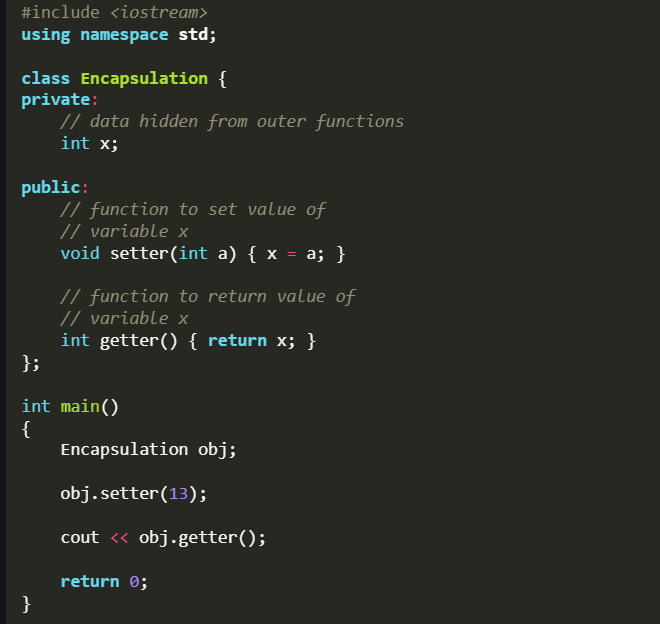 #include <iostream>
using namespace std;
class Encapsulation {
private:
    // data hidden from outer functions
    int x;
public:
    // function to set value of
    // variable x
    void setter(int a) { x = a; }
    // function to return value of
    // variable x
    int getter() { return x; }
};
int main()
{
    Encapsulation obj;
    obj.setter(13);
    cout << obj.getter();
    return 0;
}